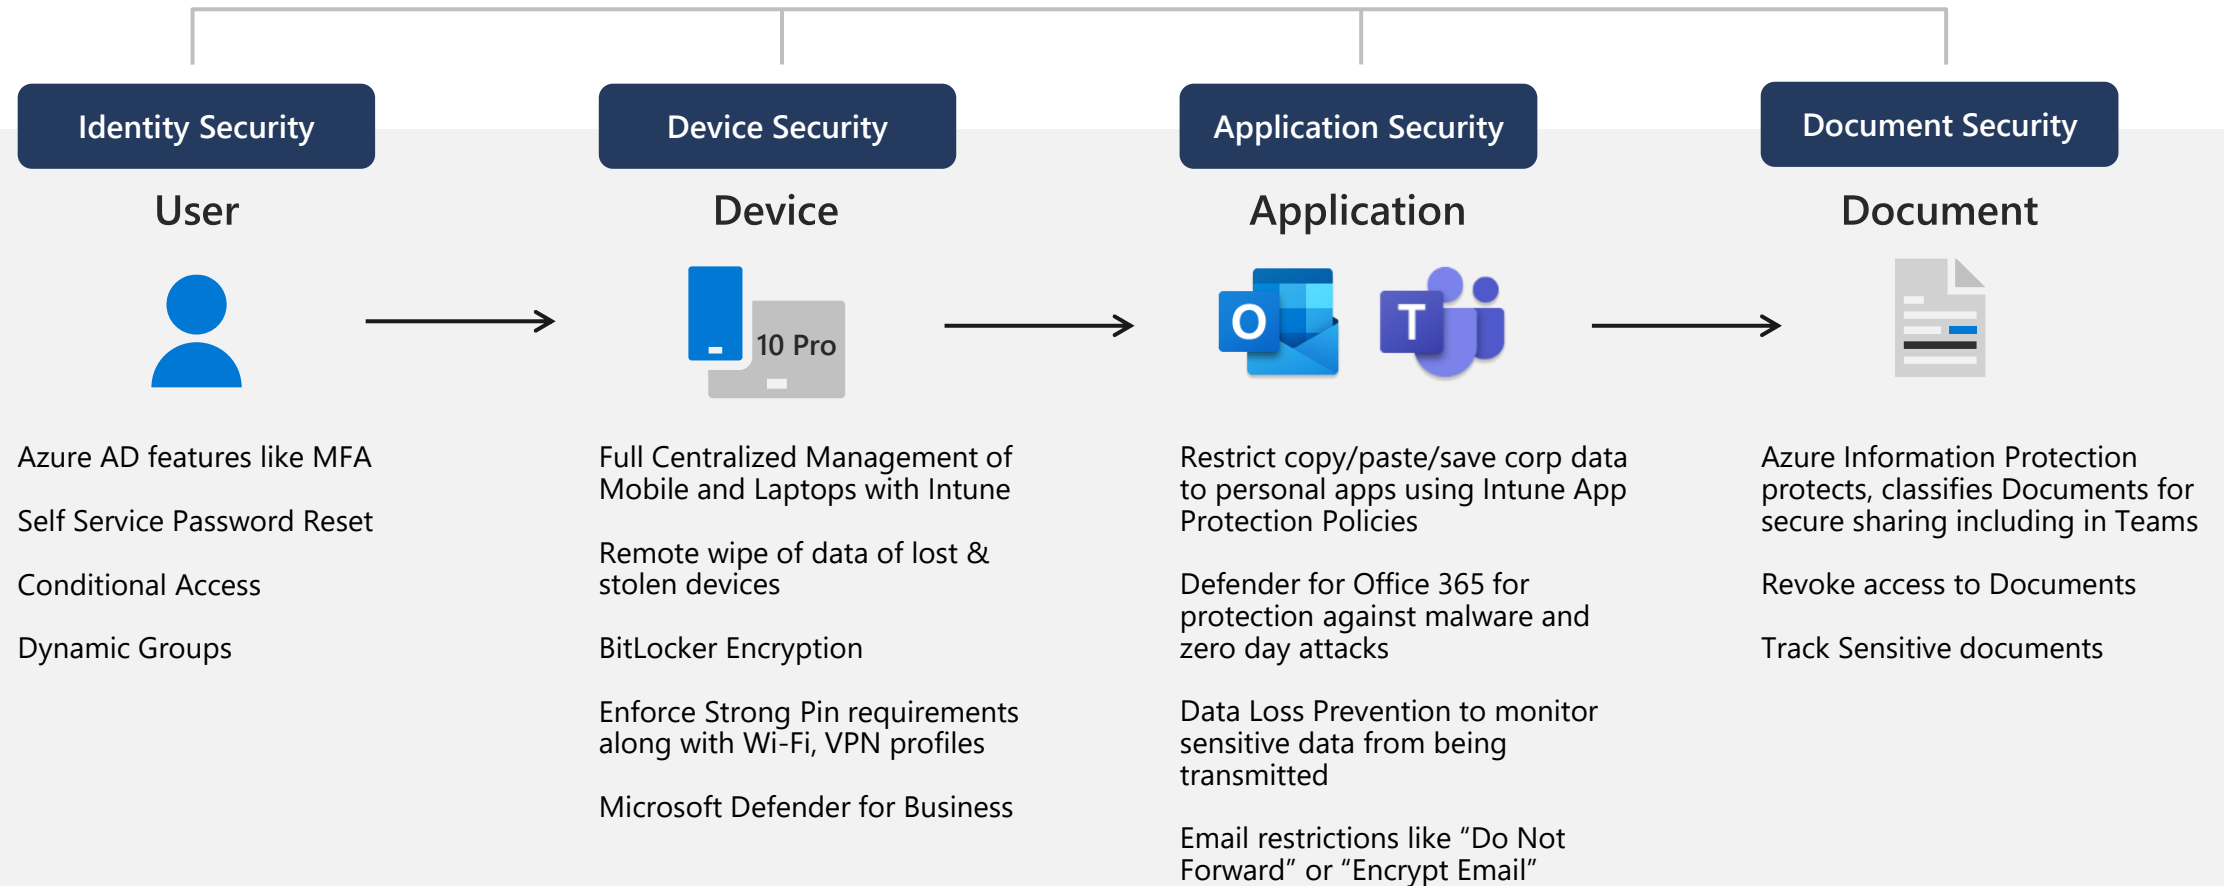 Identity Security
Device Security
Application Security
Document Security
User
Device
Application
Document
10 Pro
O
T
Azure AD features like MFA
Self Service Password Reset
Conditional Access
Dynamic Groups
Full Centralized Management of
Mobile and Laptops with Intune
Remote wipe of data of lost &
stolen devices
BitLocker Encryption
Enforce Strong Pin requirements
along with Wi-Fi, VPN profiles
Microsoft Defender for Business
Restrict copy/paste/save corp data
to personal apps using Intune App
Protection Policies
Defender for Office 365 for
protection against malware and
zero day attacks
Data Loss Prevention to monitor
sensitive data from being
transmitted
Email restrictions like “Do Not
Forward” or “Encrypt Email”
Azure Information Protection
protects, classifies Documents for
secure sharing including in Teams
Revoke access to Documents
Track Sensitive documents